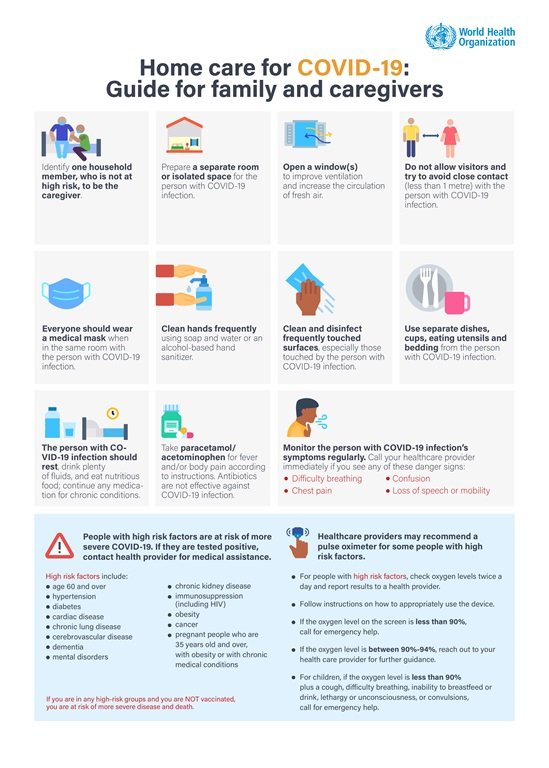 World Health
Organization
Home care for COVID-19:
Guide for family and caregivers
Identify one household
member, who is not at
high risk, to be the
caregiver.
Prepare a separate room
or isolated space for the
person with COVID-19
infection.
Open a window(s)
to improve ventilation
and increase the circulation
of fresh air.
Do not allow visitors and
try to avoid close contact
(less than 1 metre) with the
person with COVID-19
infection.
Everyone should wear
a medical mask when
in the same room with
the person with COVID-19
infection.
Clean hands frequently
using soap and water or an
alcohol-based hand
sanitizer.
Clean and disinfect
frequently touched
surfaces, especially those
touched by the person with
COVID-19 infection.
Use separate dishes,
cups, eating utensils and
bedding from the person
with COVID-19 infection.
The person with CO-
VID-19 infection should
rest, drink plenty
of fluids, and eat nutritious
food; continue any medica-
tion for chronic conditions.
Take paracetamol/
acetominophen for fever
and/or body pain according
to instructions. Antibiotics
are not effective against
COVID-19 infection.
Monitor the person with COVID-19 infection's
symptoms regularly. Call your healthcare provider
immediately if you see any of these danger signs:
• Difficulty breathing
• Chest pain
• Confusion
• Loss of speech or mobility
People with high risk factors are at risk of more
severe COVID-19. If they are tested positive,
contact health provider for medical assistance.
High risk factors include:
• age 60 and over
• hypertension
• diabetes
• cardiac disease
• chronic lung disease
• cerebrovascular disease
• dementia
• mental disorders
• chronic kidney disease
• immunosuppression
(including HIV)
• obesity
• cancer
• pregnant people who are
35 years old and over,
with obesity or with chronic
medical conditions
If you are in any high-risk groups and you are NOT vaccinated,
you are at risk of more severe disease and death.
Healthcare providers may recommend a
pulse oximeter for some people with high
risk factors.
• For people with high risk factors, check oxygen levels twice a
day and report results to a health provider.
• Follow instructions on how to appropriately use the device.
• If the oxygen level on the screen is less than 90%,
call for emergency help.
• If the oxygen level is between 90%-94%, reach out to your
health care provider for further guidance.
• For children, if the oxygen level is less than 90%
plus a cough, difficulty breathing, inability to breastfeed or
drink, lethargy or unconsciousness, or convulsions,
call for emergency help.